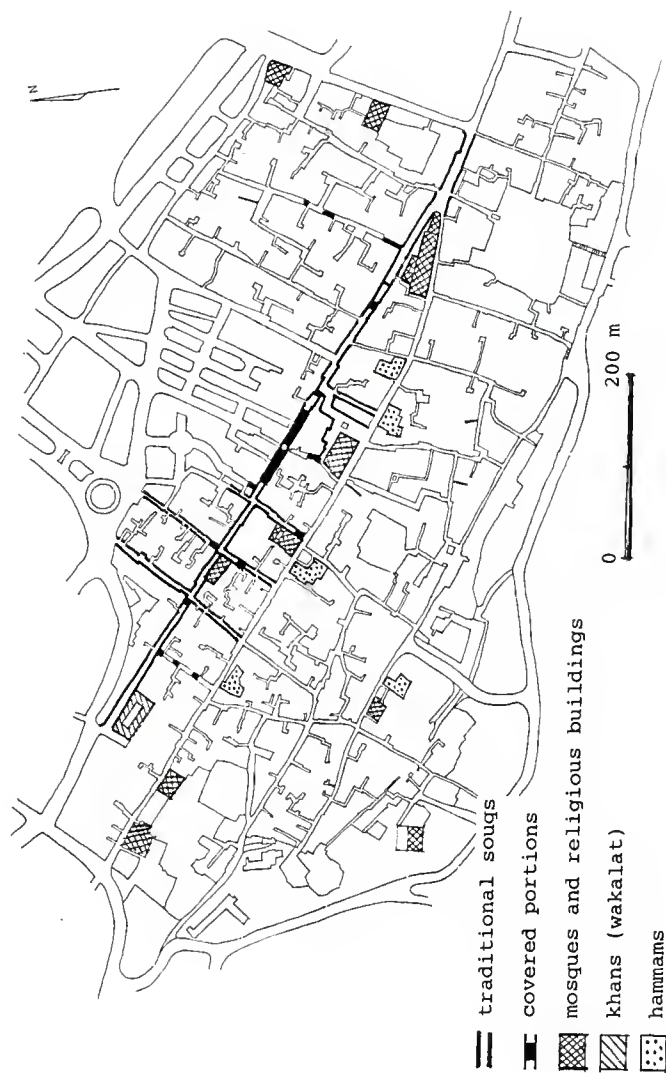 N
0 200 m
traditional souqs
covered portions
mosques and religious buildings
khans (wakalat)
hammams